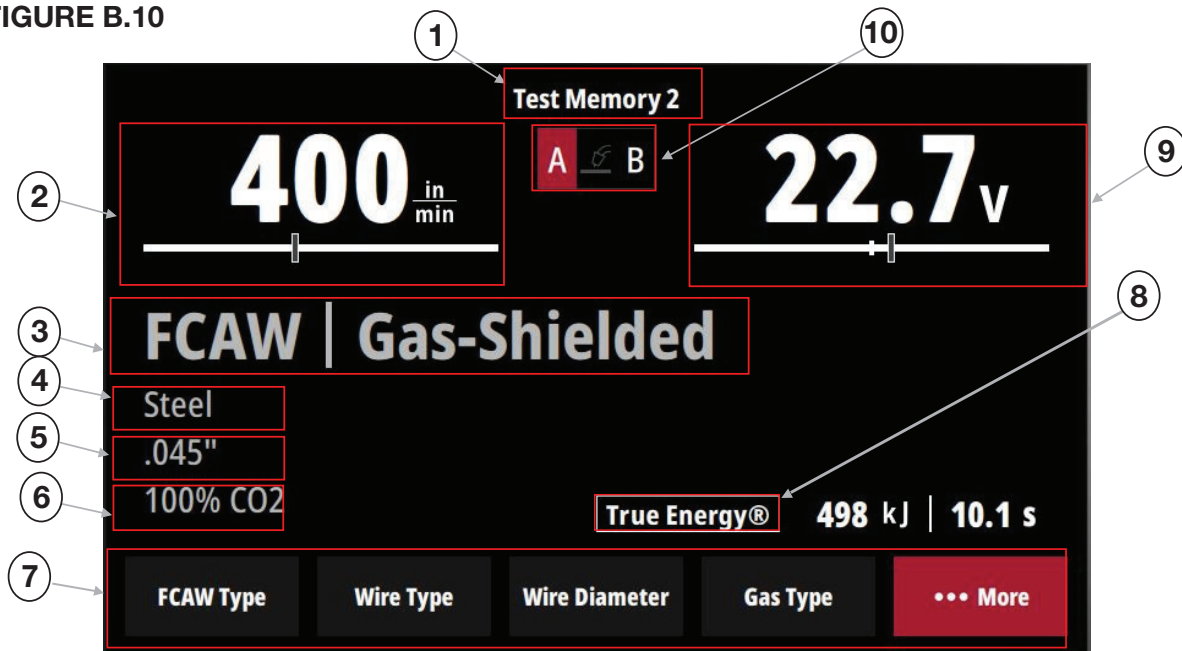 FIGURE B.10
1
10
Test Memory 2
400 in/min
A B
22.7 V
2
9
8
3
FCAW | Gas-Shielded
4
Steel
5
.045"
6
100% CO2
True Energy® 498 kJ | 10.1 s
7
FCAW Type Wire Type Wire Diameter Gas Type ••• More